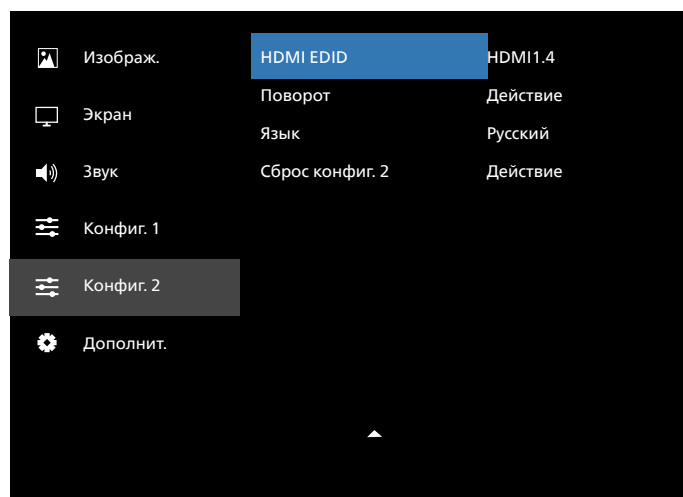 Изображ.
Экран
Звук
Конфиг. 1
Конфиг. 2
Дополнит.
HDMI EDID HDMI1.4
Поворот Действие
Язык Русский
Сброс конфиг. 2 Действие